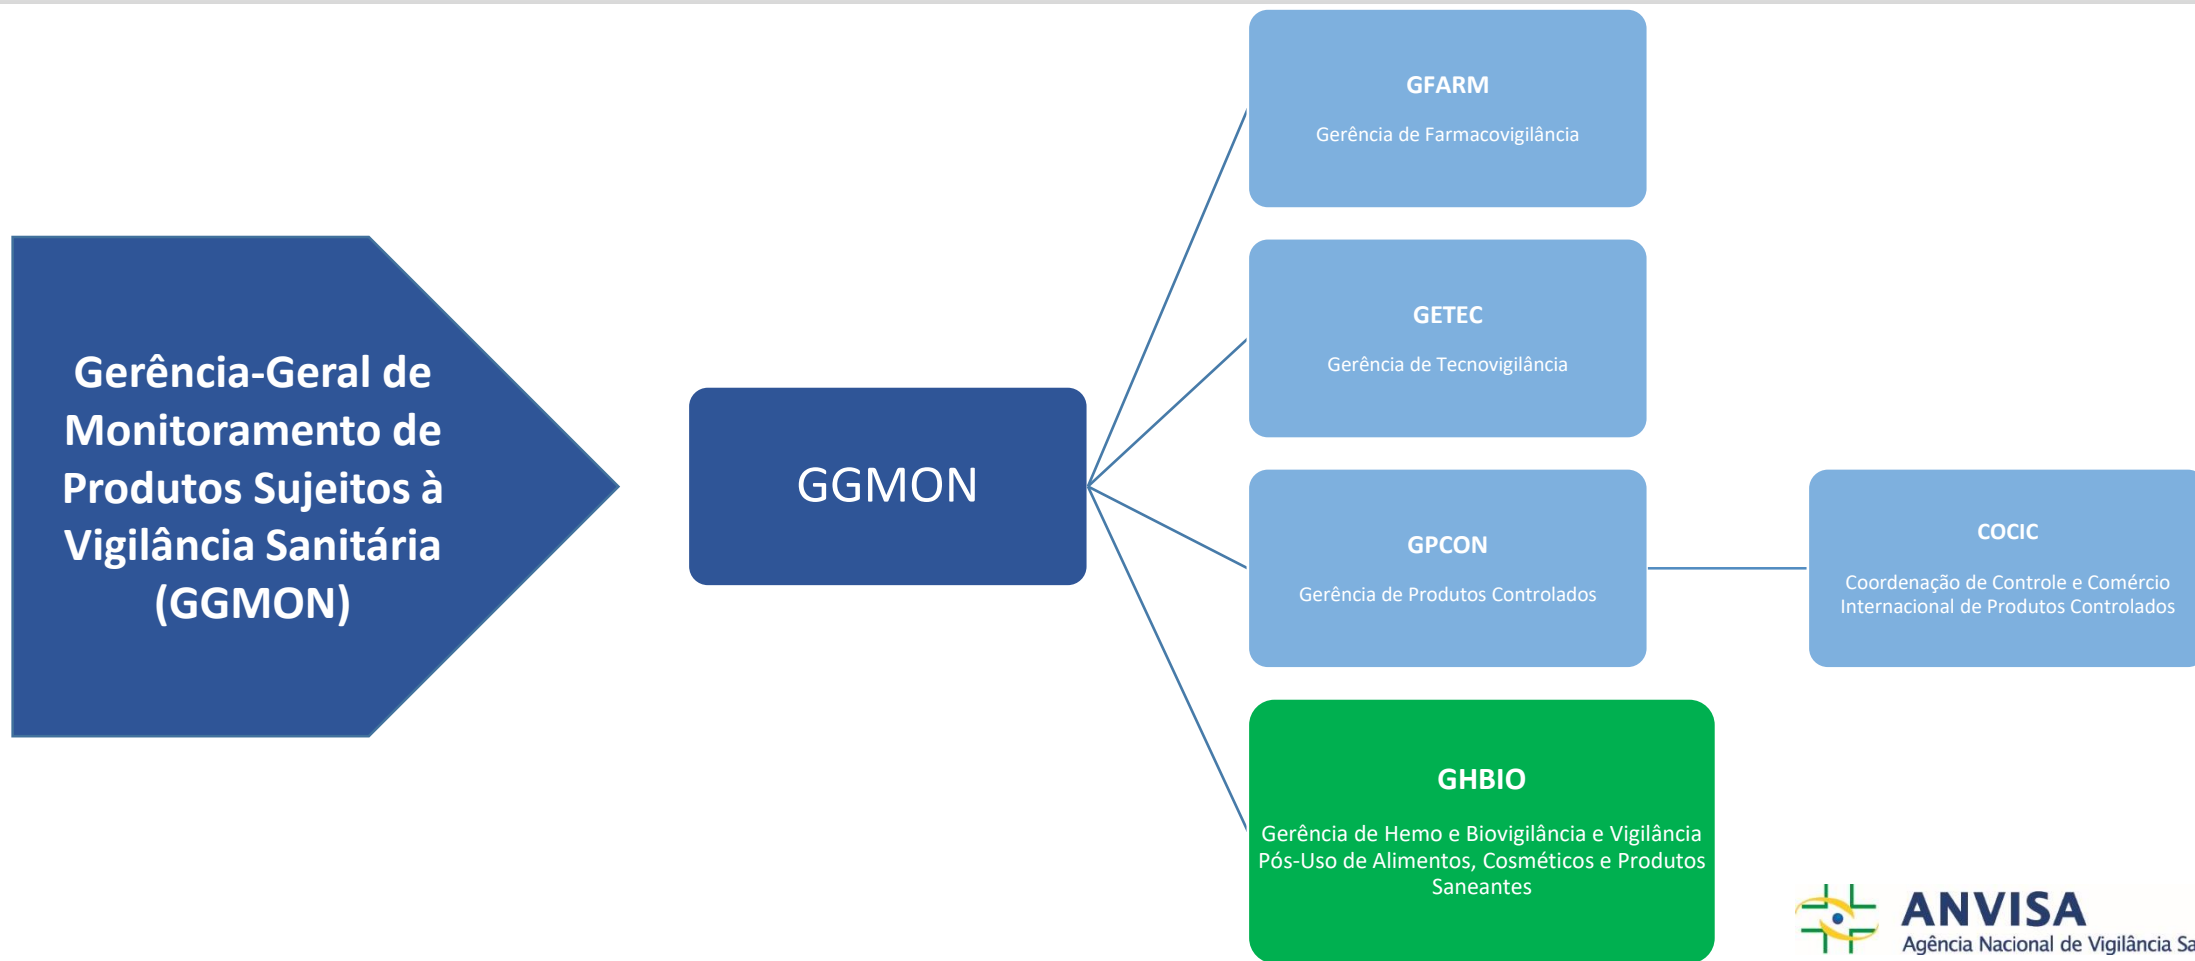 Gerência-Geral de
Monitoramento de
Produtos Sujeitos à
Vigilância Sanitária
(GGMON)
GGMON
GFARM
Gerência de Farmacovigilância
GETEC
Gerência de Tecnovigilância
GPCON
Gerência de Produtos Controlados
COCIC
Coordenação de Controle e Comércio
Internacional de Produtos Controlados
GHBIO
Gerência de Hemo e Biovigilância e Vigilância
Pós-Uso de Alimentos, Cosméticos e Produtos
Saneantes
ANVISA
Agência Nacional de Vigilância Sa